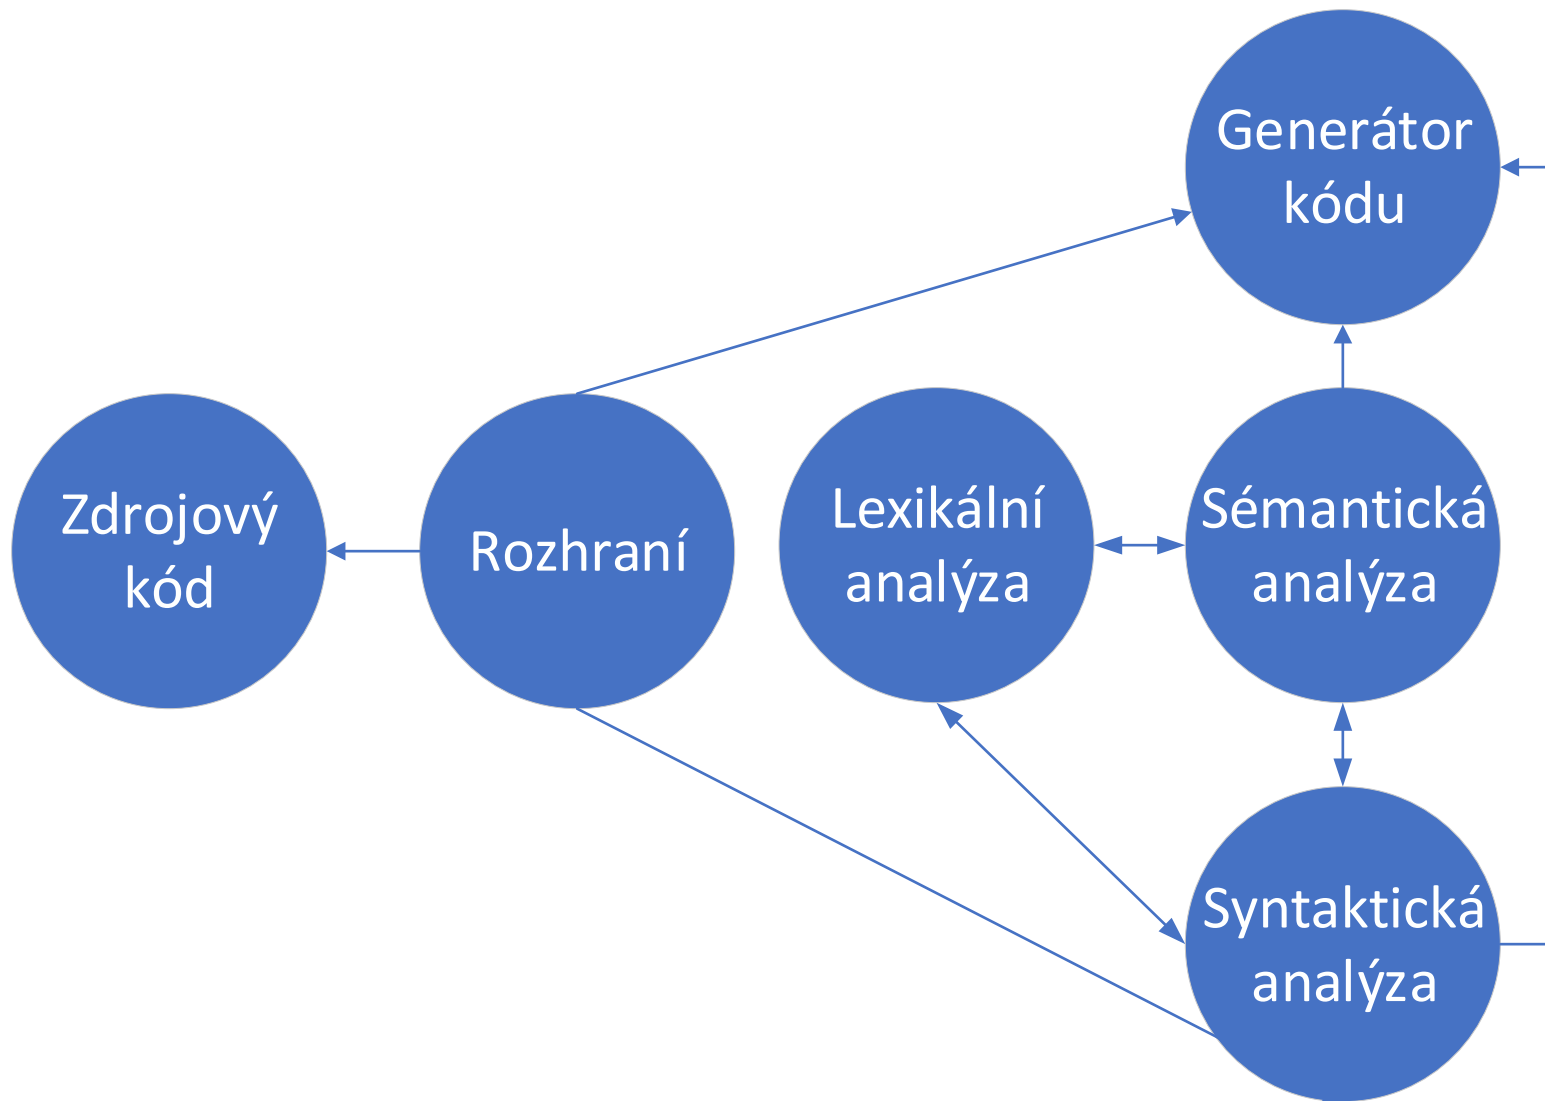 Generátor
kódu
Zdrojový
kód
Rozhraní
Lexikální
analýza
Sémantická
analýza
Syntaktická
analýza